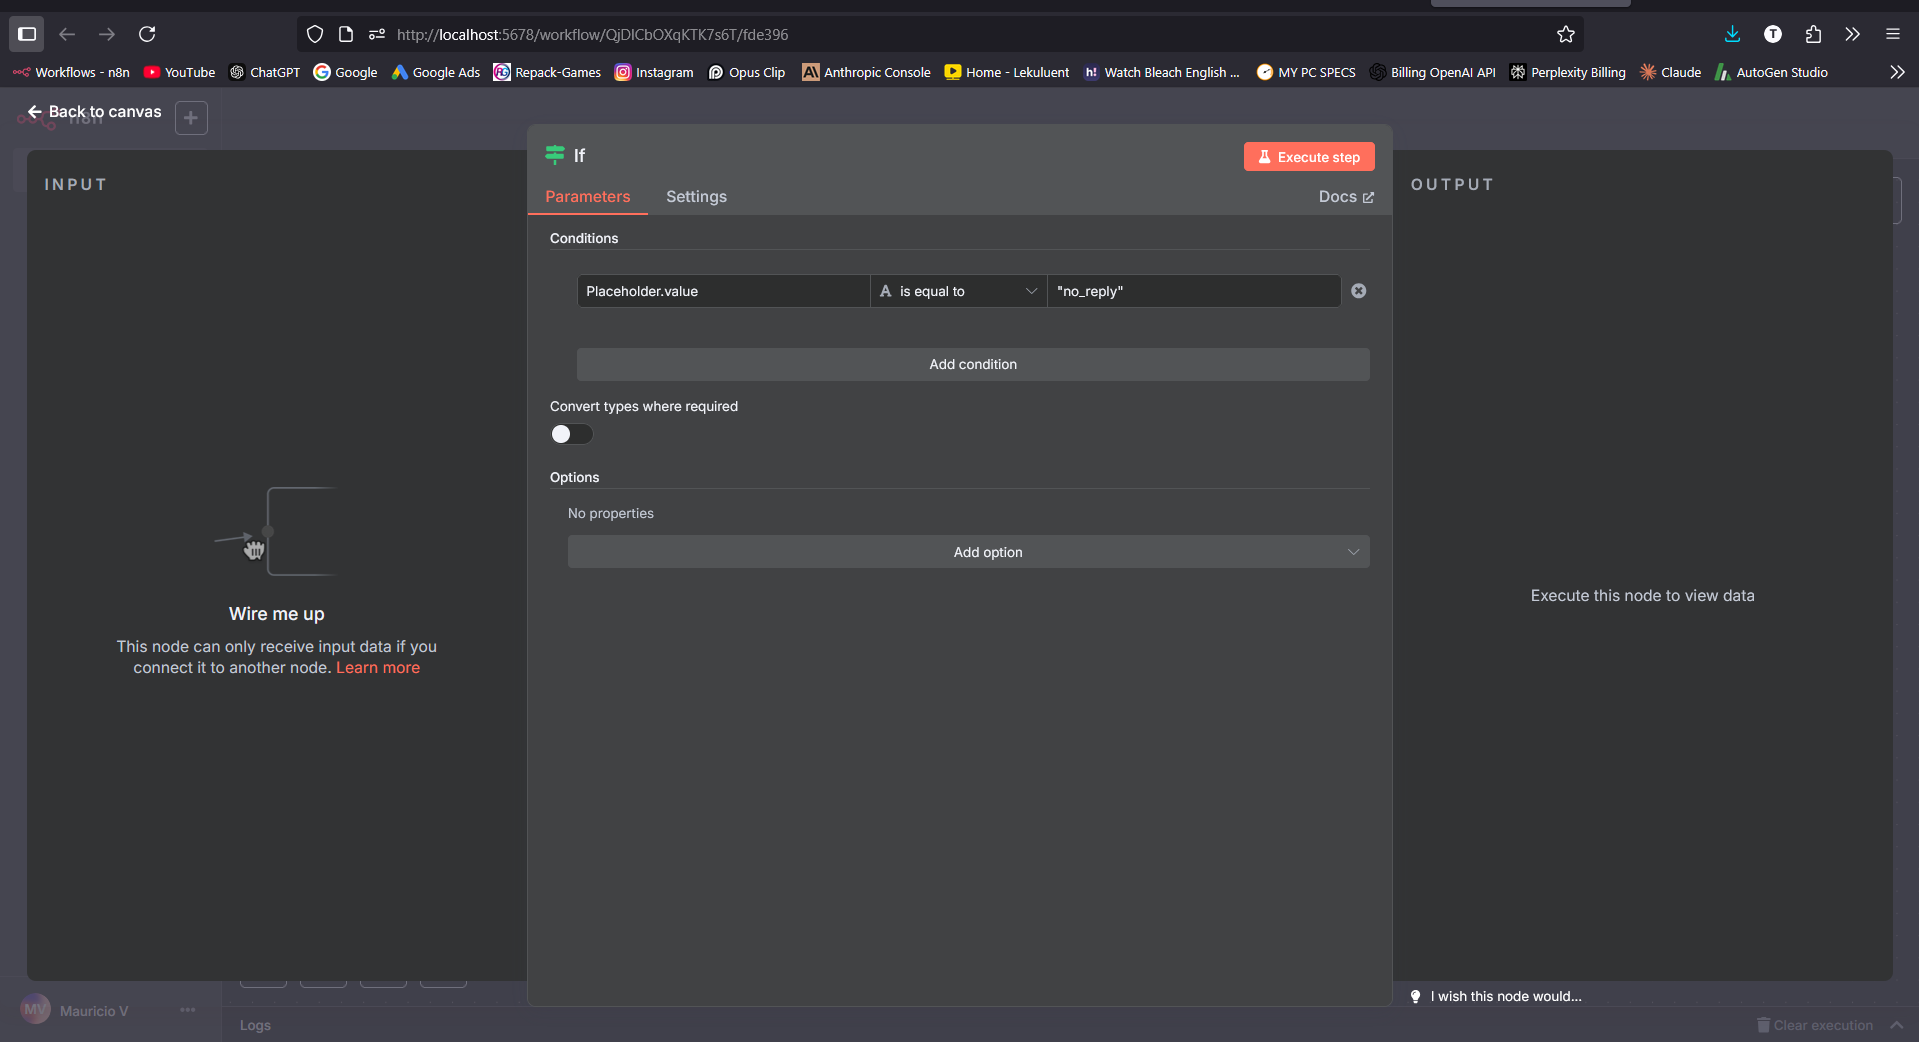 http://localhost:5678/workflow/QjDICbOXqKTK7s6T/fde396
Workflows - n8n YouTube ChatGPT Google Google Ads Repack-Games Instagram Opus Clip Anthropic Console Home - Lekuluent Watch Bleach English ... MY PC SPECS Billing OpenAI API Perplexity Billing Claude AutoGen Studio
Back to canvas
n8n
If
Execute step
INPUT
Parameters Settings Docs
OUTPUT
Conditions
Placeholder.value A is equal to "no_reply"
Add condition
Convert types where required
Options
No properties
Add option
Wire me up
This node can only receive input data if you
connect it to another node. Learn more
Execute this node to view data
I wish this node would...
MV Mauricio V
Logs
Clear execution